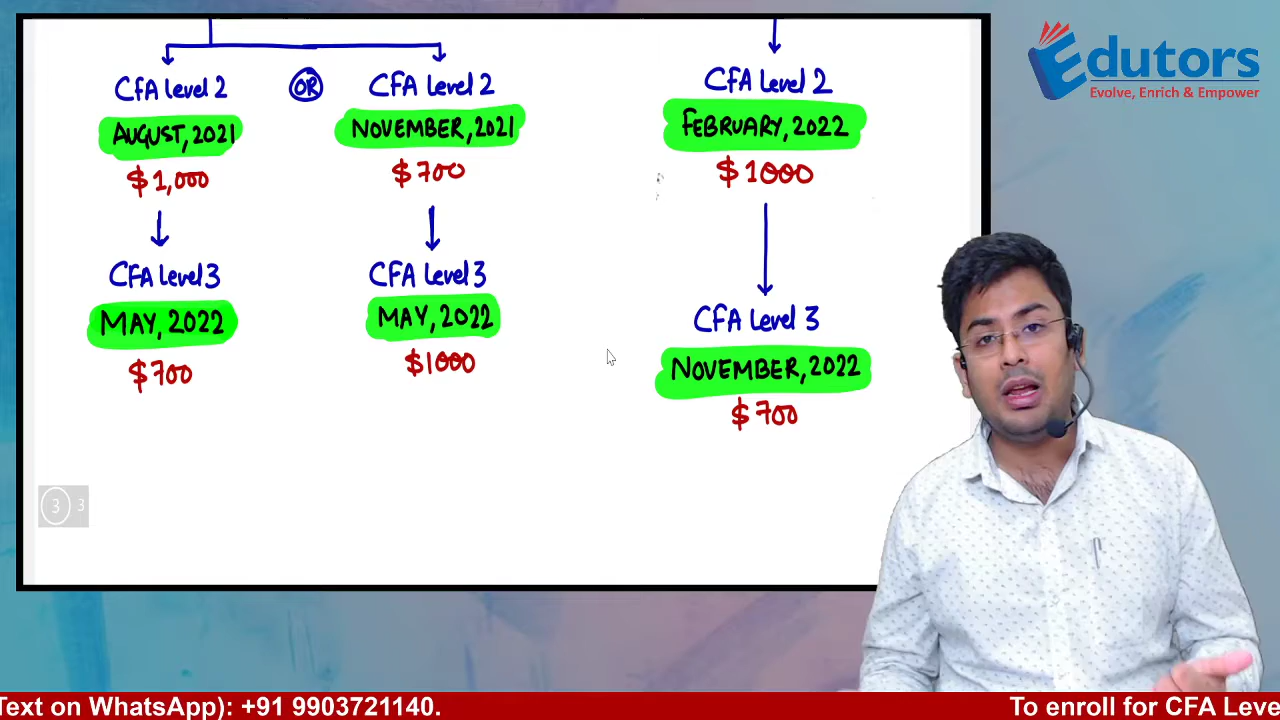 CFA Level 2
AUGUST, 2021
$1,000
CFA Level 3
MAY, 2022
$700
OR
CFA Level 2
NOVEMBER, 2021
$700
CFA Level 3
MAY, 2022
$1000
CFA Level 2
FEBRUARY, 2022
$1000
CFA Level 3
NOVEMBER, 2022
$700
3 3
Edutors
Evolve, Enrich & Empower
Text on WhatsApp): +91 9903721140.
To enroll for CFA Leve